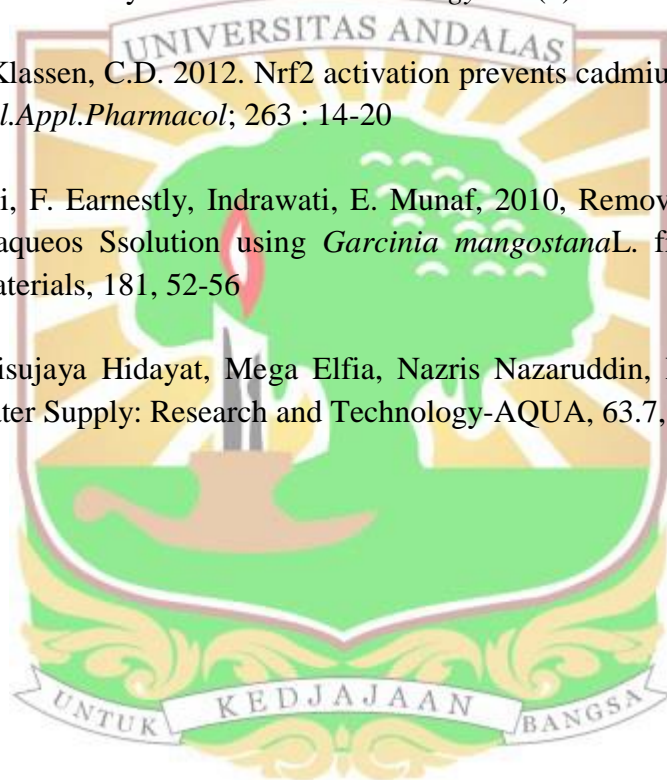 UNIVERSITAS ANDALAS
Klassen, C.D. 2012. Nrf2 activation prevents cadmiu
l.Appl.Pharmacol; 263 : 14-20
i, F. Earnestly, Indrawati, E. Munaf, 2010, Remov
aqueos Ssolution using Garcinia mangostanaL. f
aterials, 181, 52-56
isujaya Hidayat, Mega Elfia, Nazris Nazaruddin,
ter Supply: Research and Technology-AQUA, 63.7,
UNTUK KEDJAJAAN BANGSA